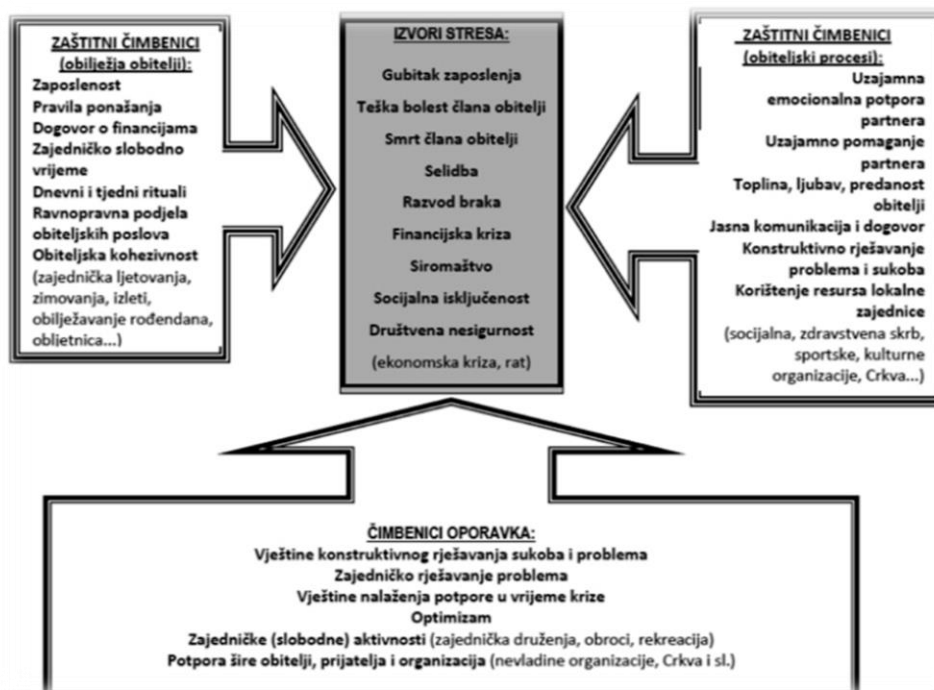 ZAŠTITNI ČIMBENICI
(obilježja obitelji):
Zaposlenost
Pravila ponašanja
Dogovor o financijama
Zajedničko slobodno
vrijeme
Dnevni i tjedni rituali
Ravnopravna podjela
obiteljskih poslova
Obiteljska kohezivnost
(zajednička ljetovanja,
zimovanja, izleti,
obilježavanje rođendana,
obljetnica...)
IZVORI STRESA:
Gubitak zaposlenja
Teška bolest člana obitelji
Smrt člana obitelji
Selidba
Razvod braka
Financijska kriza
Siromaštvo
Socijalna isključenost
Društvena nesigurnost
(ekonomska kriza, rat)
ZAŠTITNI ČIMBENICI
(obiteljski procesi):
Uzajamna
emocionalna potpora
partnera
Uzajamno pomaganje
partnera
Toplina, ljubav, predanost
obitelji
Jasna komunikacija i dogovor
Konstruktivno rješavanje
problema i sukoba
Korištenje resursa lokalne
zajednice
(socijalna, zdravstvena skrb,
sportske, kulturne
organizacije, Crkva...)
ČIMBENICI OPORAVKA:
Vještine konstruktivnog rješavanja sukoba i problema
Zajedničko rješavanje problema
Vještine nalaženja potpore u vrijeme krize
Optimizam
Zajedničke (slobodne) aktivnosti (zajednička druženja, obroci, rekreacija)
Potpora šire obitelji, prijatelja i organizacija (nevladine organizacije, Crkva i sl.)